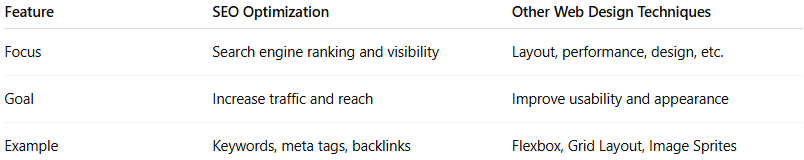 Feature SEO Optimization Other Web Design Techniques
Focus Search engine ranking and visibility Layout, performance, design, etc.
Goal Increase traffic and reach Improve usability and appearance
Example Keywords, meta tags, backlinks Flexbox, Grid Layout, Image Sprites